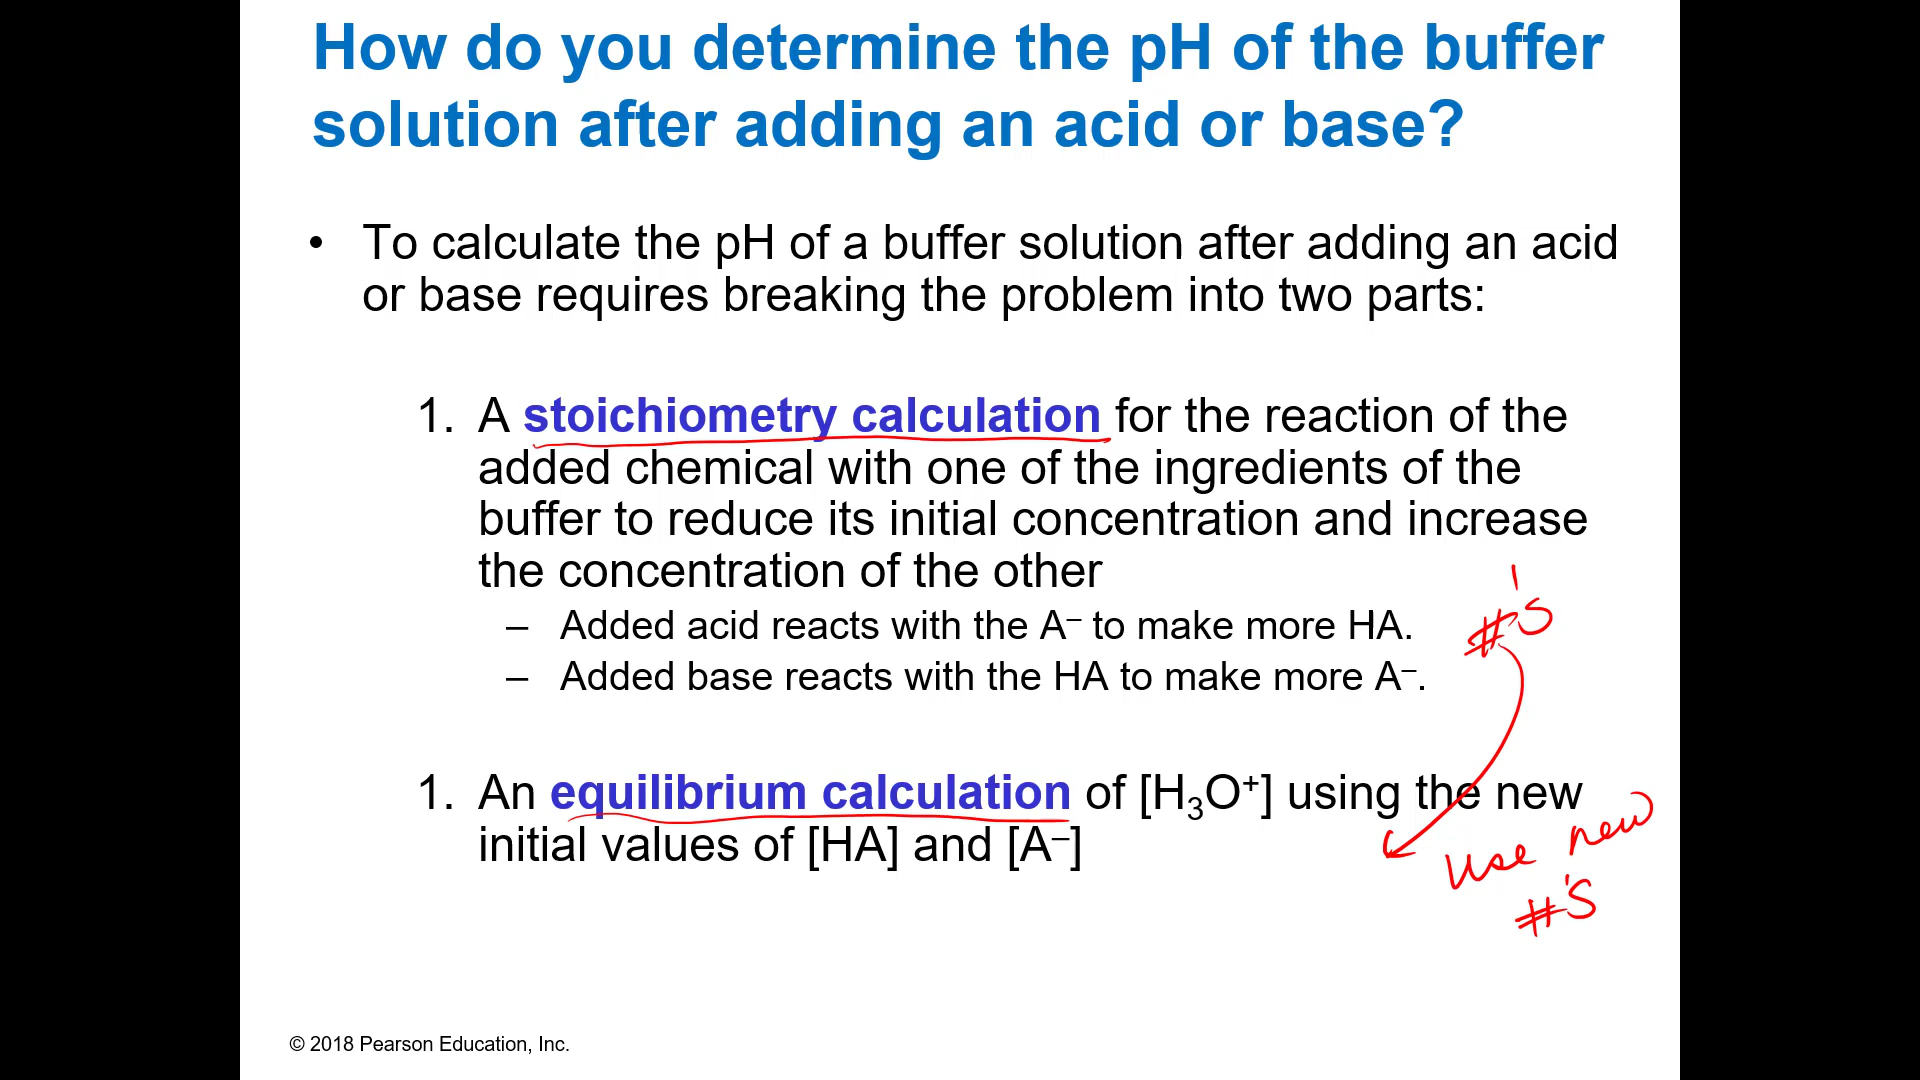 How do you determine the pH of the buffer
solution after adding an acid or base?
• To calculate the pH of a buffer solution after adding an acid
or base requires breaking the problem into two parts:
1. A stoichiometry calculation for the reaction of the
added chemical with one of the ingredients of the
buffer to reduce its initial concentration and increase
the concentration of the other
– Added acid reacts with the A⁻ to make more HA.
– Added base reacts with the HA to make more A⁻.
#'s
1. An equilibrium calculation of [H₃O⁺] using the new
initial values of [HA] and [A⁻]
use new
#'s
© 2018 Pearson Education, Inc.